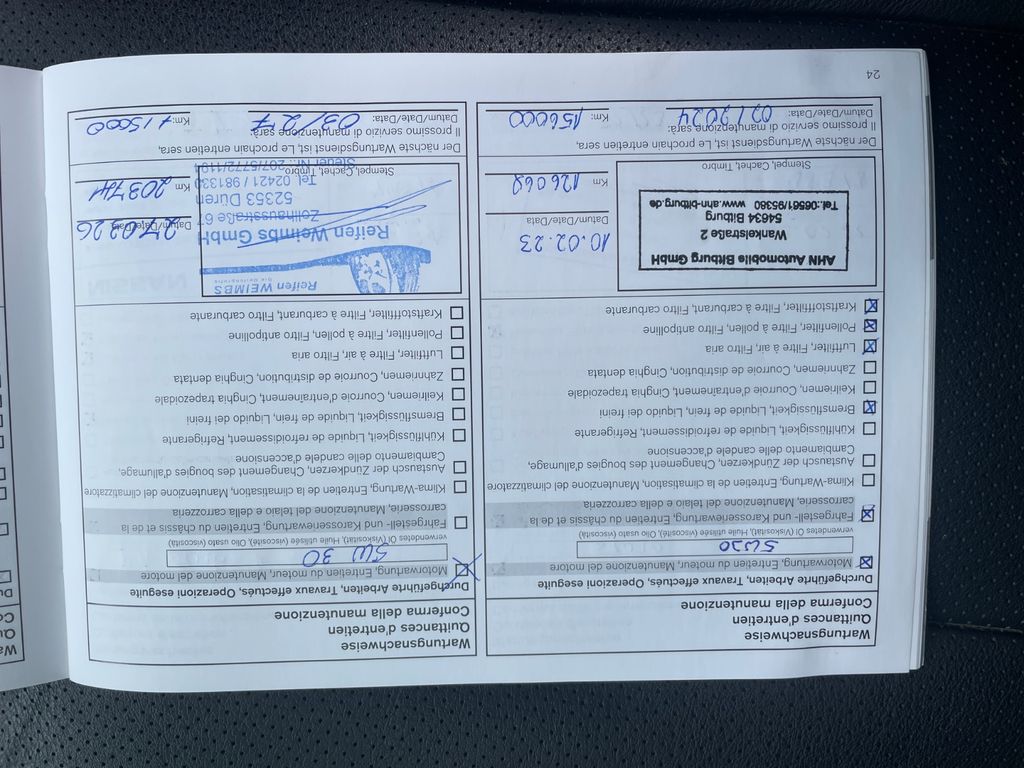 Wartungsnachweise
Quittances d'entretien
Conferma della manutenzione
Durchgeführte Arbeiten, Travaux effectués, Operazioni eseguite
Motorwartung, Entretien du moteur, Manutenzione del motore
5W20
verwendetes Öl (Viskosität), Huile utilisée (viscosité), Olio usato (viscosità)
Fahrgestell- und Karosseriewartung, Entretien du châssis et de la
carrosserie, Manutenzione del telaio e della carrozzeria
Klima-Wartung, Entretien de la climatisation, Manutenzione del climatizzatore
Austausch der Zündkerzen, Changement des bougies d'allumage,
Cambiamento delle candele d'accensione
Kühlflüssigkeit, Liquide de refroidissement, Refrigerante
Bremsflüssigkeit, Liquide de frein, Liquido dei freini
Keilriemen, Courroie d'entraînement, Cinghia trapezoidale
Zahnriemen, Courroie de distribution, Cinghia dentata
Luftfilter, Filtre à air, Filtro aria
Pollenfilter, Filtre à pollen, Filtro antipolline
Kraftstofffilter, Filtre à carburant, Filtro carburante
AHN Automobile Bitburg GmbH
Wankelstraße 2
54634 Bitburg
Tel.:06561/95380 www.ahn-bitburg.de
Stempel, Cachet, Timbro
10.02.23
Datum/Date/Data
126068
Km
Der nächste Wartungsdienst ist, Le prochain entretien sera,
Il prossimo servizio di manutenzione sarà:
Datum/Date/Data: 02/2024 Km: 156000
24
Wartungsnachweise
Quittances d'entretien
Conferma della manutenzione
Durchgeführte Arbeiten, Travaux effectués, Operazioni eseguite
Motorwartung, Entretien du moteur, Manutenzione del motore
5W 30
verwendetes Öl (Viskosität), Huile utilisée (viscosité), Olio usato (viscosità)
Fahrgestell- und Karosseriewartung, Entretien du châssis et de la
carrosserie, Manutenzione del telaio e della carrozzeria
Klima-Wartung, Entretien de la climatisation, Manutenzione del climatizzatore
Austausch der Zündkerzen, Changement des bougies d'allumage,
Cambiamento delle candele d'accensione
Kühlflüssigkeit, Liquide de refroidissement, Refrigerante
Bremsflüssigkeit, Liquide de frein, Liquido dei freini
Keilriemen, Courroie d'entraînement, Cinghia trapezoidale
Zahnriemen, Courroie de distribution, Cinghia dentata
Luftfilter, Filtre à air, Filtro aria
Pollenfilter, Filtre à pollen, Filtro antipolline
Kraftstofffilter, Filtre à carburant, Filtro carburante
Reifen WEIMBS
Reifen Weimbs GmbH
Zollhausstraße 67
52353 Düren
Tel. 02421 / 981330
Steuer Nr.: 207/5772/1191
Stempel, Cachet, Timbro
27.03.26
Datum/Date/Data
Km
Der nächste Wartungsdienst ist, Le prochain entretien sera,
Il prossimo servizio di manutenzione sarà:
Datum/Date/Data: 03/27 Km: +15000